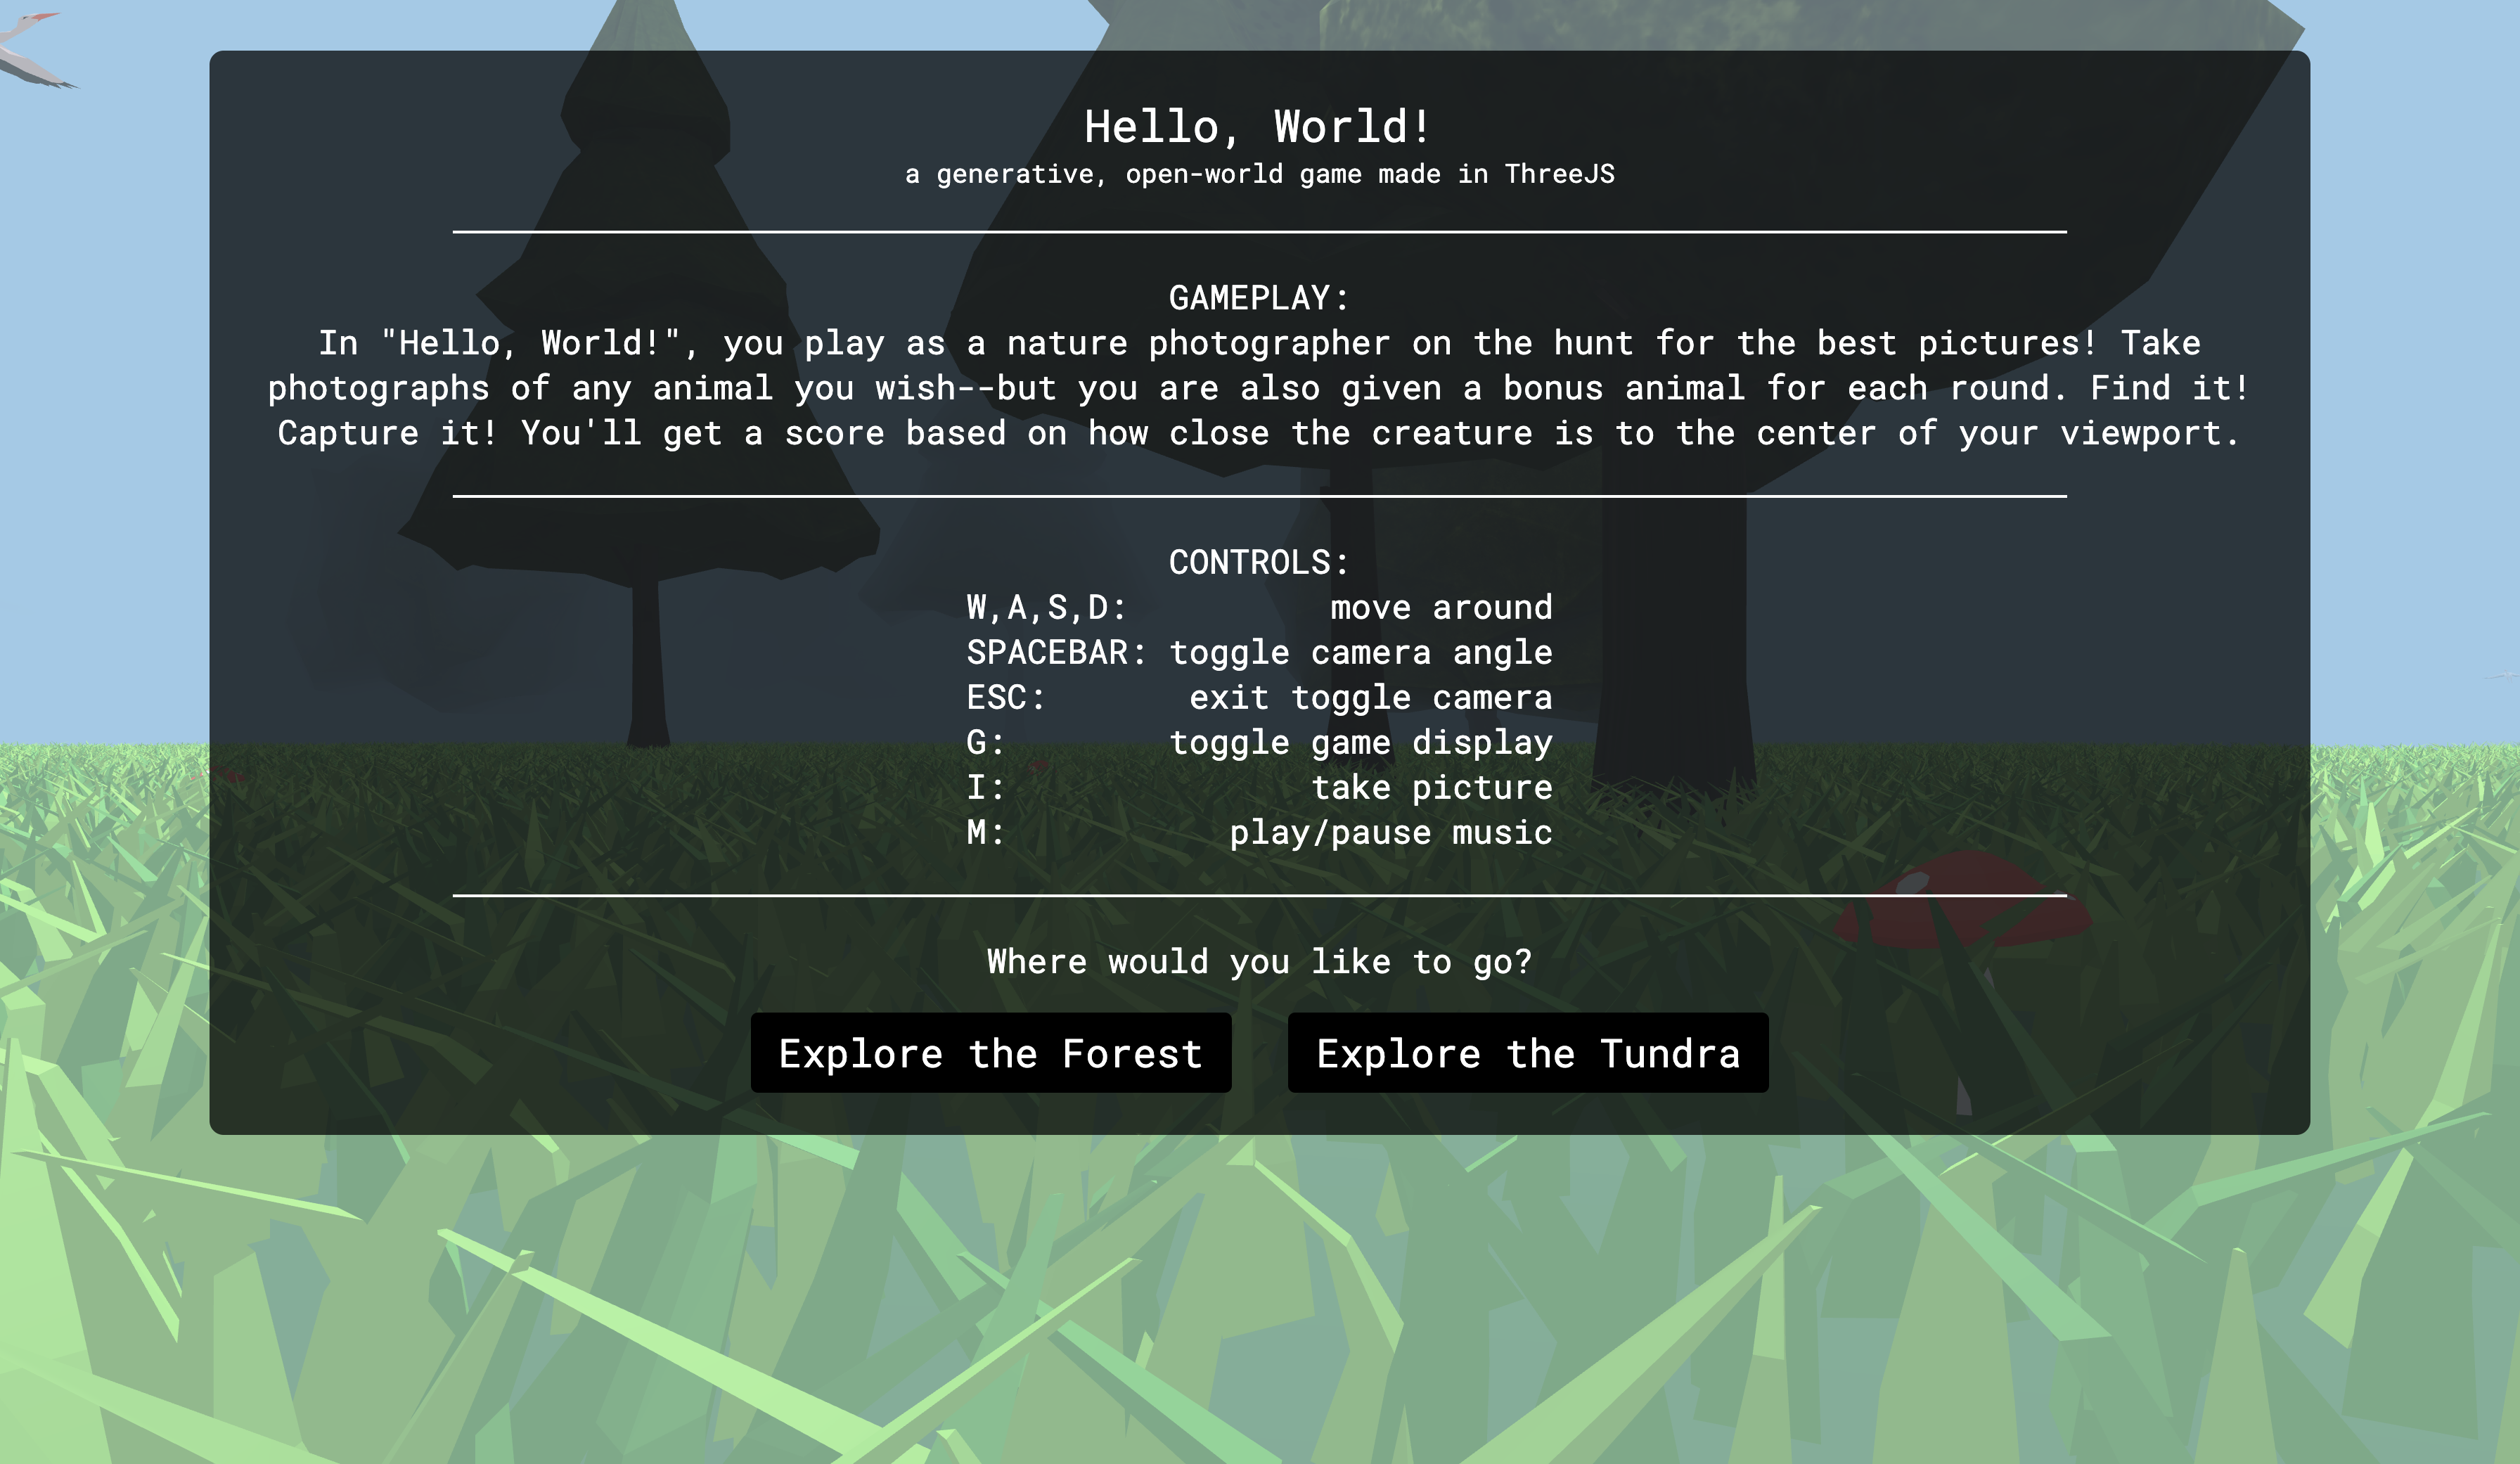 Hello, World!
a generative, open-world game made in ThreeJS
GAMEPLAY:
In "Hello, World!", you play as a nature photographer on the hunt for the best pictures! Take
photographs of any animal you wish--but you are also given a bonus animal for each round. Find it!
Capture it! You'll get a score based on how close the creature is to the center of your viewport.
CONTROLS:
W,A,S,D: move around
SPACEBAR: toggle camera angle
ESC: exit toggle camera
G: toggle game display
I: take picture
M: play/pause music
Where would you like to go?
Explore the Forest Explore the Tundra